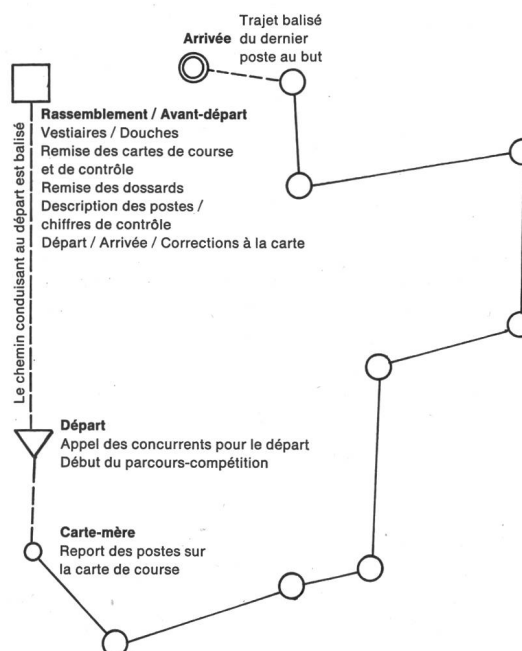 Trajet balisé
du dernier
poste au but
Arrivée
Rassemblement / Avant-départ
Vestiaires / Douches
Remise des cartes de course
et de contrôle
Remise des dossards
Description des postes /
chiffres de contrôle
Départ / Arrivée / Corrections à la carte
Le chemin conduisant au départ est balisé
Départ
Appel des concurrents pour le départ
Début du parcours-compétition
Carte-mère
Report des postes sur
la carte de course